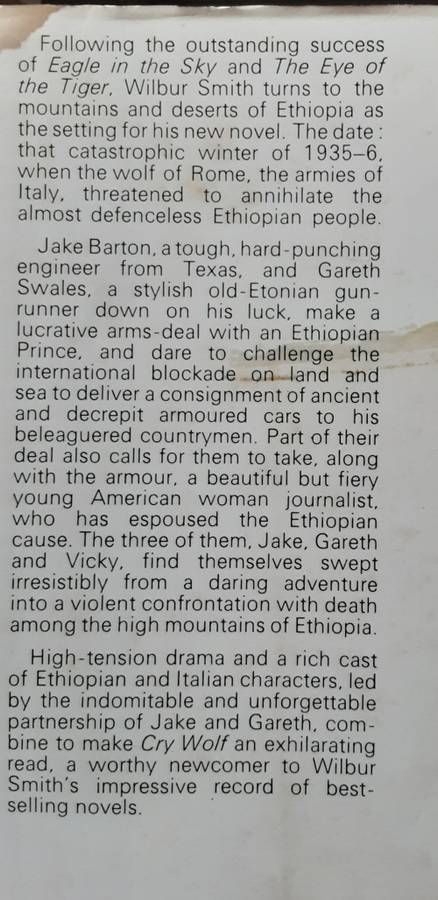 Following the outstanding success
of Eagle in the Sky and The Eye of
the Tiger, Wilbur Smith turns to the
mountains and deserts of Ethiopia as
the setting for his new novel. The date :
that catastrophic winter of 1935–6,
when the wolf of Rome, the armies of
Italy, threatened to annihilate the
almost defenceless Ethiopian people.
Jake Barton, a tough, hard-punching
engineer from Texas, and Gareth
Swales, a stylish old-Etonian gun-
runner down on his luck, make a
lucrative arms-deal with an Ethiopian
Prince, and dare to challenge the
international blockade on land and
sea to deliver a consignment of ancient
and decrepit armoured cars to his
beleaguered countrymen. Part of their
deal also calls for them to take, along
with the armour, a beautiful but fiery
young American woman journalist,
who has espoused the Ethiopian
cause. The three of them, Jake, Gareth
and Vicky, find themselves swept
irresistibly from a daring adventure
into a violent confrontation with death
among the high mountains of Ethiopia.
High-tension drama and a rich cast
of Ethiopian and Italian characters, led
by the indomitable and unforgettable
partnership of Jake and Gareth, com-
bine to make Cry Wolf an exhilarating
read, a worthy newcomer to Wilbur
Smith's impressive record of best-
selling novels.